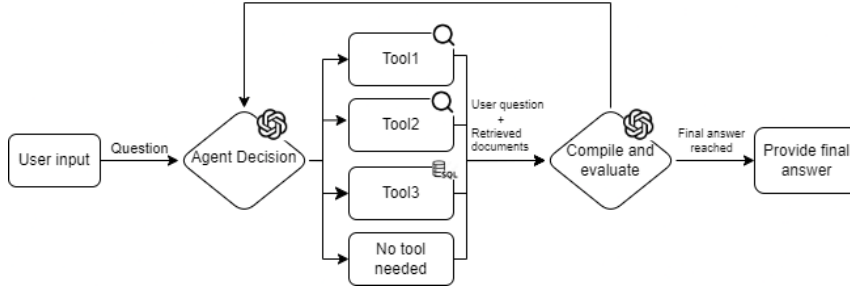 User input
Question
Agent Decision
Tool1
Tool2
Tool3
SQL
No tool
needed
User question
+
Retrieved
documents
Compile and
evaluate
Final answer
reached
Provide final
answer